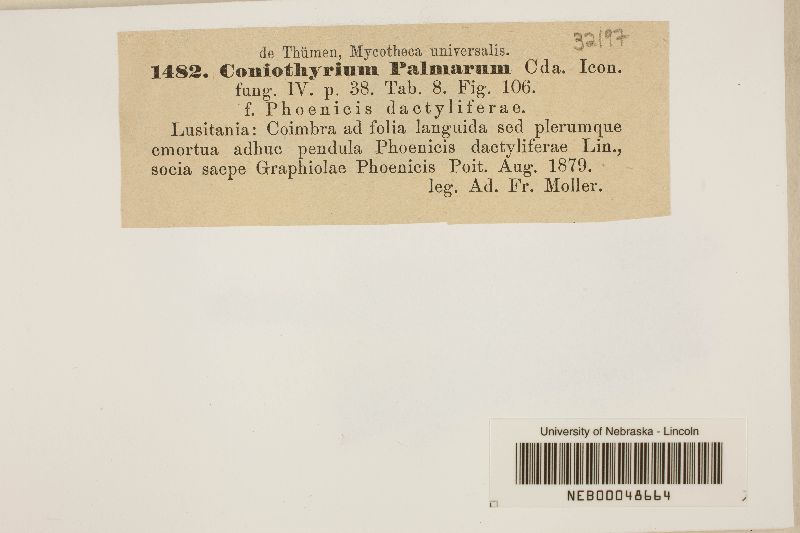 32197
de Thümen, Mycotheca universalis.
1482. Coniothyrium Palmarum Cda. Icon.
fung. IV. p. 38. Tab. 8. Fig. 106.
f. Phoenicis dactyliferae.
Lusitania: Coimbra ad folia languida sed plerumque
emortua adhuc pendula Phoenicis dactyliferae Lin.,
socia saepe Graphiolae Phoenicis Poit. Aug. 1879.
leg. Ad. Fr. Moller.
University of Nebraska - Lincoln
NEB00048664